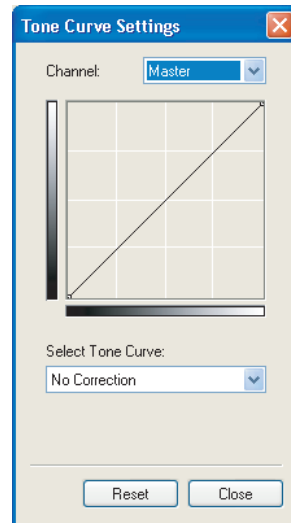 Tone Curve Settings
Channel: Master
Select Tone Curve:
No Correction
Reset Close